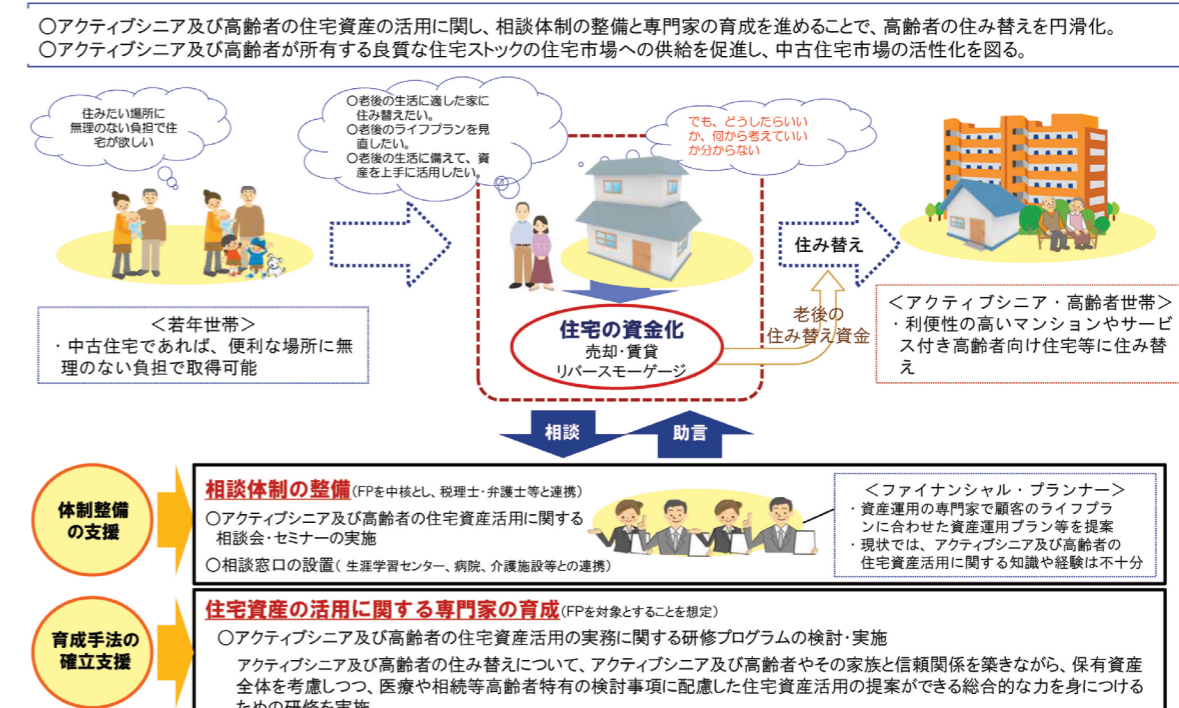 ○アクティブシニア及び高齢者の住宅資産の活用に関し、相談体制の整備と専門家の育成を進めることで、高齢者の住み替えを円滑化。
○アクティブシニア及び高齢者が所有する良質な住宅ストックの住宅市場への供給を促進し、中古住宅市場の活性化を図る。
住みたい場所に
無理のない負担で住
宅が欲しい
○老後の生活に適した家に
住み替えたい。
○老後のライフプランを見
直したい。
○老後の生活に備えて、資
産を上手に活用したい。
でも、どうしたらいい
か、何から考えていい
か分からない
住み替え
<若年世帯>
・中古住宅であれば、便利な場所に無
理のない負担で取得可能
住宅の資金化
売却・賃貸
リバースモーゲージ
老後の
住み替え資金
<アクティブシニア・高齢者世帯>
・利便性の高いマンションやサービ
ス付き高齢者向け住宅等に住み替
え
相談
助言
体制整備
の支援
相談体制の整備(FPを中核とし、税理士・弁護士等と連携)
○アクティブシニア及び高齢者の住宅資産活用に関する
相談会・セミナーの実施
○相談窓口の設置( 生涯学習センター、病院、介護施設等との連携)
<ファイナンシャル・プランナー>
・資産運用の専門家で顧客のライフプラ
ンに合わせた資産運用プラン等を提案
・現状では、アクティブシニア及び高齢者の
住宅資産活用に関する知識や経験は不十分
育成手法の
確立支援
住宅資産の活用に関する専門家の育成(FPを対象とすることを想定)
○アクティブシニア及び高齢者の住宅資産活用の実務に関する研修プログラムの検討・実施
アクティブシニア及び高齢者の住み替えについて、アクティブシニア及び高齢者やその家族と信頼関係を築きながら、保有資産
全体を考慮しつつ、医療や相続等高齢者特有の検討事項に配慮した住宅資産活用の提案ができる総合的な力を身につける
ための研修を実施